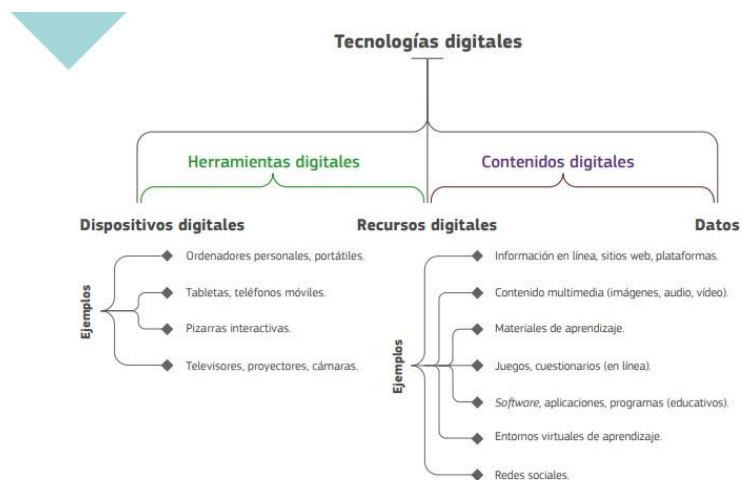 Tecnologías digitales
Herramientas digitales
Contenidos digitales
Dispositivos digitales
Recursos digitales
Datos
Ejemplos
Ordenadores personales, portátiles.
Tabletas, teléfonos móviles.
Pizarras interactivas.
Televisores, proyectores, cámaras.
Ejemplos
Información en línea, sitios web, plataformas.
Contenido multimedia (imágenes, audio, vídeo).
Materiales de aprendizaje.
Juegos, cuestionarios (en línea).
Software, aplicaciones, programas (educativos).
Entornos virtuales de aprendizaje.
Redes sociales.